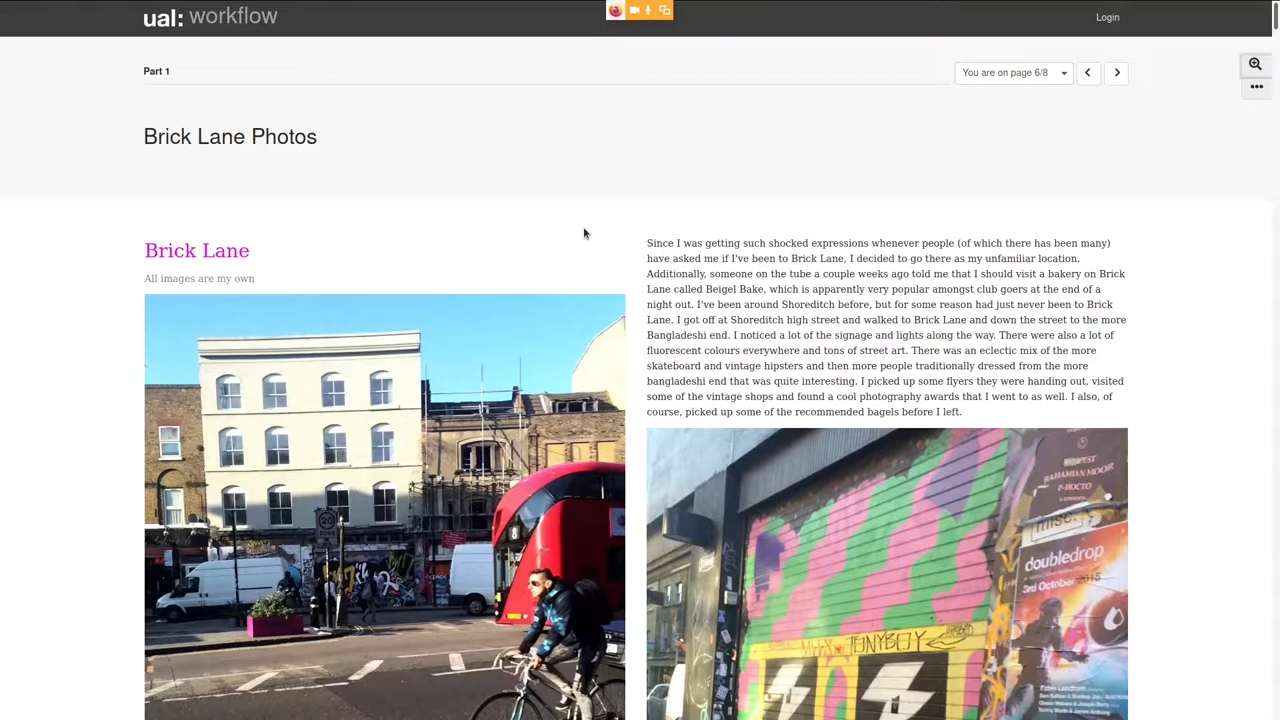 ual: workflow
Login
Part 1
You are on page 6/8
Brick Lane Photos
Brick Lane
All images are my own
Since I was getting such shocked expressions whenever people (of which there has been many)
have asked me if I've been to Brick Lane, I decided to go there as my unfamiliar location.
Additionally, someone on the tube a couple weeks ago told me that I should visit a bakery on Brick
Lane called Beigel Bake, which is apparently very popular amongst club goers at the end of a
night out. I've been around Shoreditch before, but for some reason had just never been to Brick
Lane. I got off at Shoreditch high street and walked to Brick Lane and down the street to the more
Bangladeshi end. I noticed a lot of the signage and lights along the way. There were also a lot of
fluorescent colours everywhere and tons of street art. There was an eclectic mix of the more
skateboard and vintage hipsters and then more people traditionally dressed from the more
bangladeshi end that was quite interesting. I picked up some flyers they were handing out, visited
some of the vintage shops and found a cool photography awards that I went to as well. I also, of
course, picked up some of the recommended bagels before I left.
20
ZONE
8
BAHAMIAN MOOR
misc.
doubledrop
3rd October 2015
TONYBOY